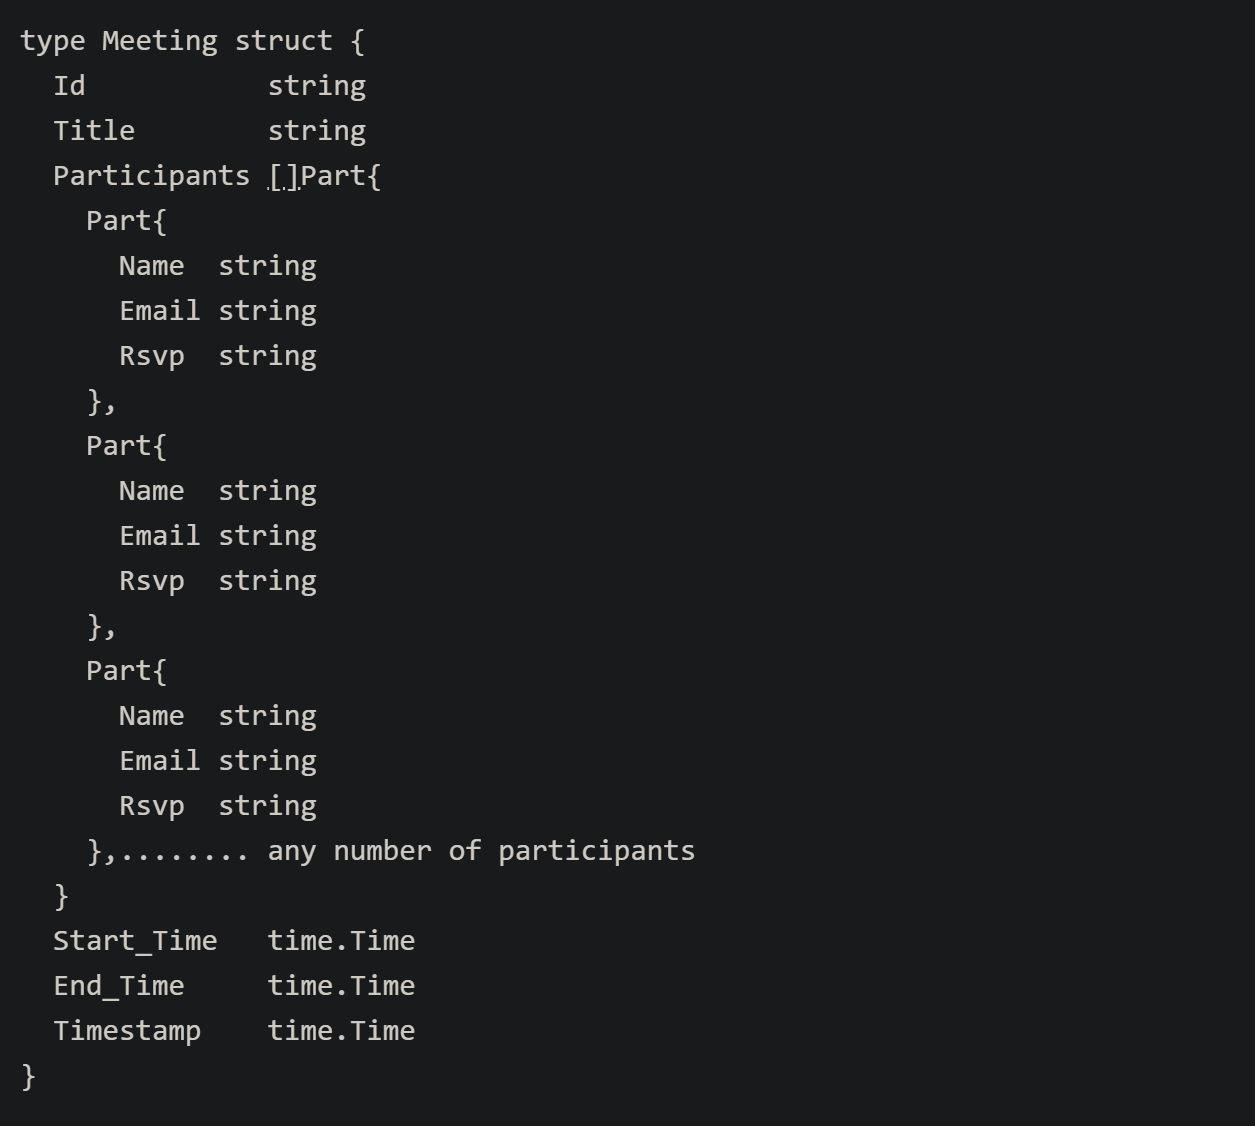 type Meeting struct {
  Id           string
  Title        string
  Participants []Part{
    Part{
      Name  string
      Email string
      Rsvp  string
    },
    Part{
      Name  string
      Email string
      Rsvp  string
    },
    Part{
      Name  string
      Email string
      Rsvp  string
    },........ any number of participants
  }
  Start_Time   time.Time
  End_Time     time.Time
  Timestamp    time.Time
}